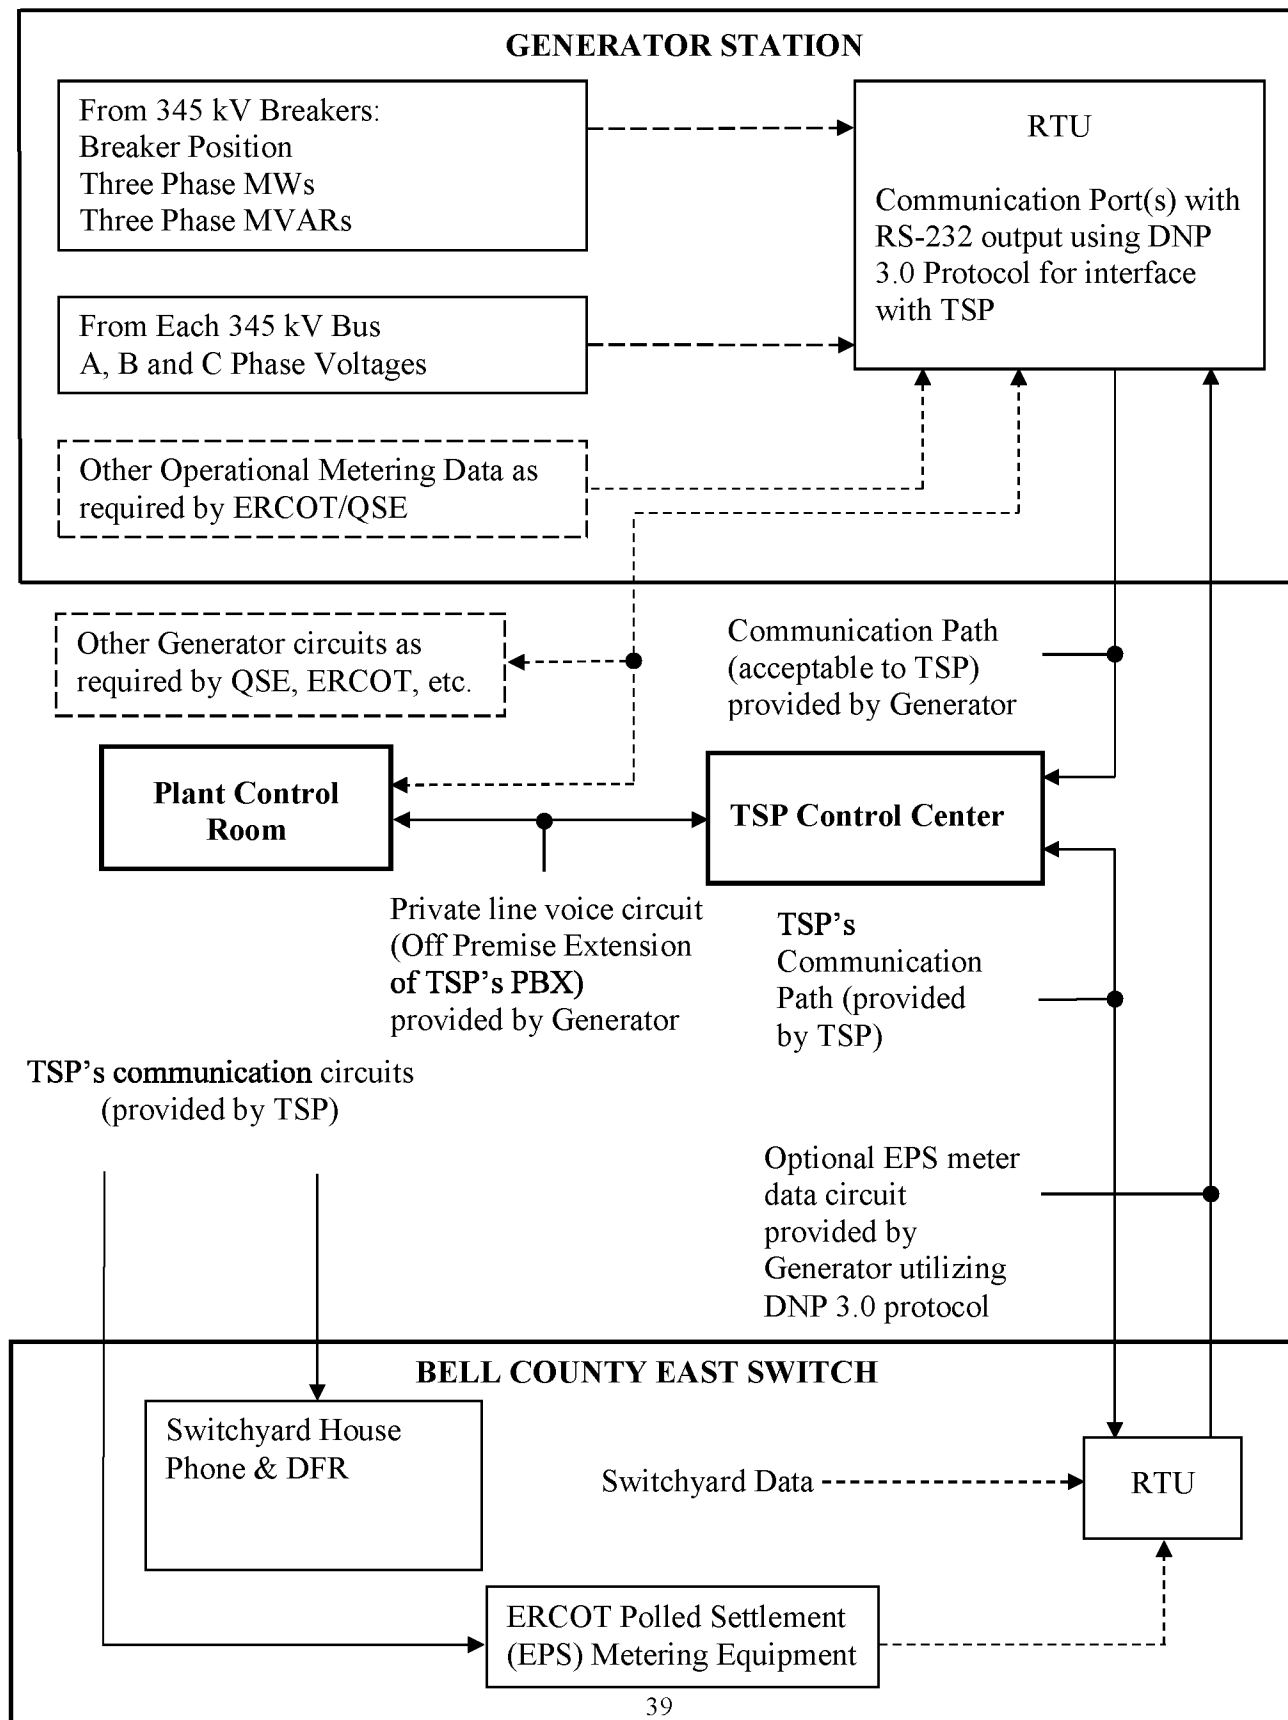 GENERATOR STATION
From 345 kV Breakers:
Breaker Position
Three Phase MWs
Three Phase MVARs
RTU
Communication Port(s) with
RS-232 output using DNP
3.0 Protocol for interface
with TSP
From Each 345 kV Bus
A, B and C Phase Voltages
Other Operational Metering Data as
required by ERCOT/QSE
Other Generator circuits as
required by QSE, ERCOT, etc.
Communication Path
(acceptable to TSP)
provided by Generator
Plant Control
Room
TSP Control Center
Private line voice circuit
(Off Premise Extension
of TSP’s PBX)
provided by Generator
TSP’s
Communication
Path (provided
by TSP)
TSP’s communication circuits
(provided by TSP)
Optional EPS meter
data circuit
provided by
Generator utilizing
DNP 3.0 protocol
BELL COUNTY EAST SWITCH
Switchyard House
Phone & DFR
Switchyard Data
RTU
ERCOT Polled Settlement
(EPS) Metering Equipment
39